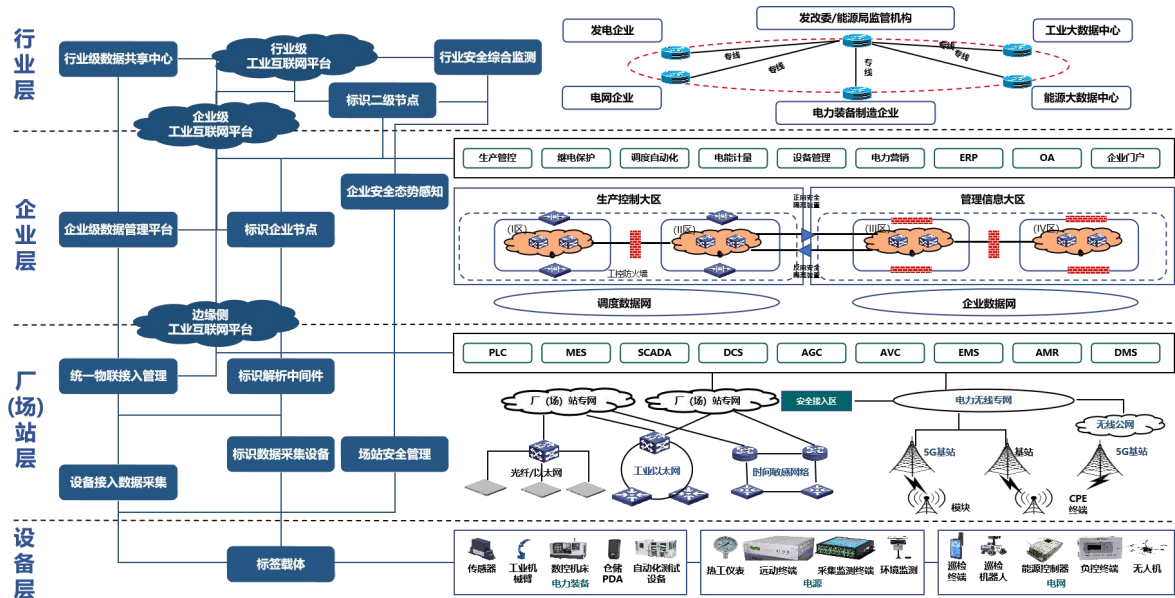 行业层
行业级数据共享中心
行业级
工业互联网平台
行业安全综合监测
标识二级节点
企业级
工业互联网平台
发改委/能源局监管机构
发电企业
工业大数据中心
专线
专线
专线
专线
专线
电网企业
电力装备制造企业
能源大数据中心
企业层
生产管控
继电保护
调度自动化
电能计量
设备管理
电力营销
ERP
OA
企业门户
企业安全态势感知
企业级数据管理平台
标识企业节点
生产控制大区
正向安全
隔离装置
管理信息大区
(I区)
(II区)
(III区)
(IV区)
工控防火墙
反向安全
隔离装置
调度数据网
企业数据网
边缘侧
工业互联网平台
厂(场)站层
PLC
MES
SCADA
DCS
AGC
AVC
EMS
AMR
DMS
统一物联接入管理
标识解析中间件
厂（场）站专网
厂（场）站专网
安全接入区
电力无线专网
无线公网
标识数据采集设备
场站安全管理
设备接入数据采集
光纤/以太网
工业以太网
时间敏感网络
5G基站
基站
5G基站
模块
CPE
终端
设备层
标签载体
传感器
工业机
械臂
数控机床
仓储
PDA
自动化测试
设备
电力装备
热工仪表
远动终端
采集监测终端
环境监测
电源
巡检
终端
巡检
机器人
能源控制器
负控终端
无人机
电网